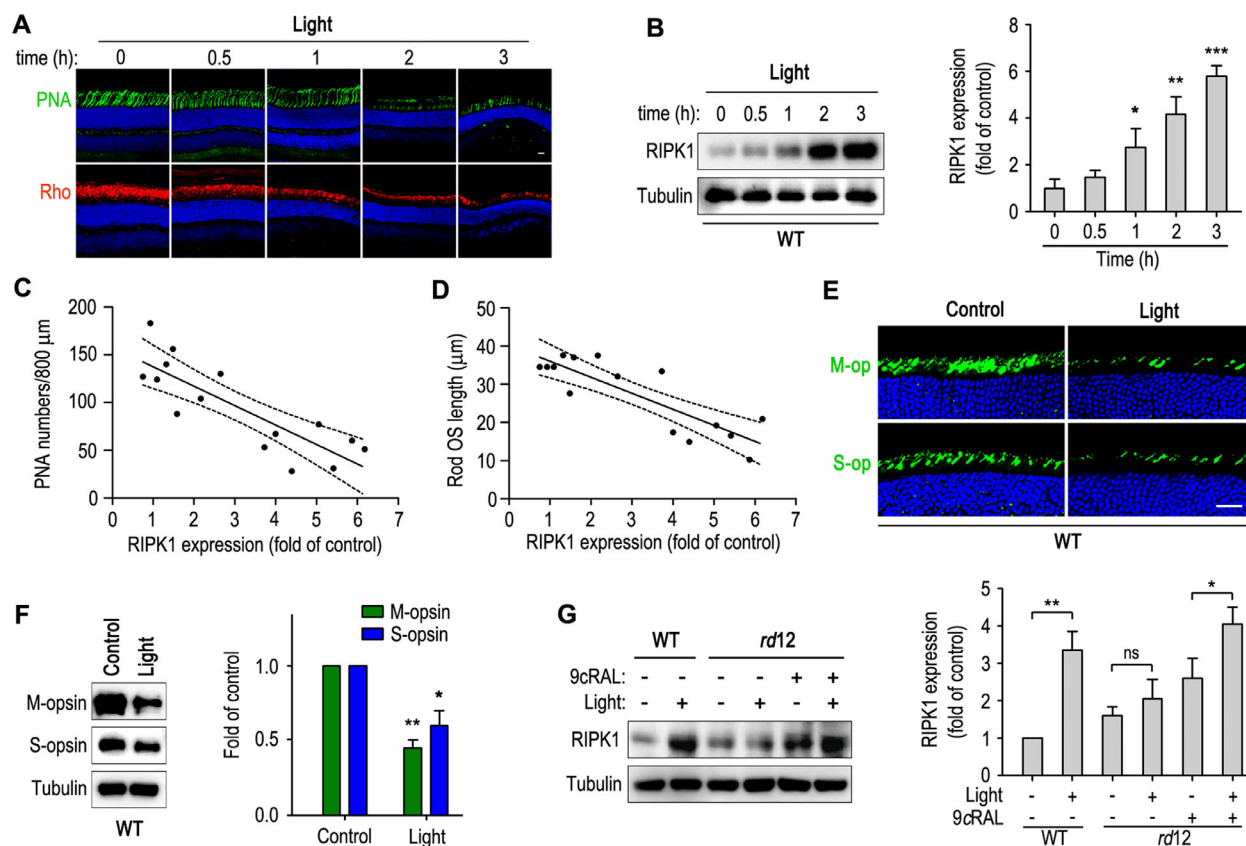 A
Light
time (h): 0 0.5 1 2 3
PNA
Rho
B
Light
time (h): 0 0.5 1 2 3
RIPK1
Tubulin
WT
RIPK1 expression
(fold of control)
8
6
4
2
0
* ** ***
0 0.5 1 2 3
Time (h)
C
PNA numbers/800 µm
200
150
100
50
0
0 1 2 3 4 5 6 7
RIPK1 expression (fold of control)
D
Rod OS length (µm)
50
40
30
20
10
0
0 1 2 3 4 5 6 7
RIPK1 expression (fold of control)
E
Control Light
M-op
S-op
WT
F
Control Light
M-opsin
S-opsin
Tubulin
WT
M-opsin
S-opsin
Fold of control
1.0
0.5
0.0
** *
Control Light
G
WT rd12
9cRAL: - - - - + +
Light: - + - + - +
RIPK1
Tubulin
RIPK1 expression
(fold of control)
5
4
3
2
1
0
** ns *
Light - + - + - +
9cRAL - - - - + +
WT rd12